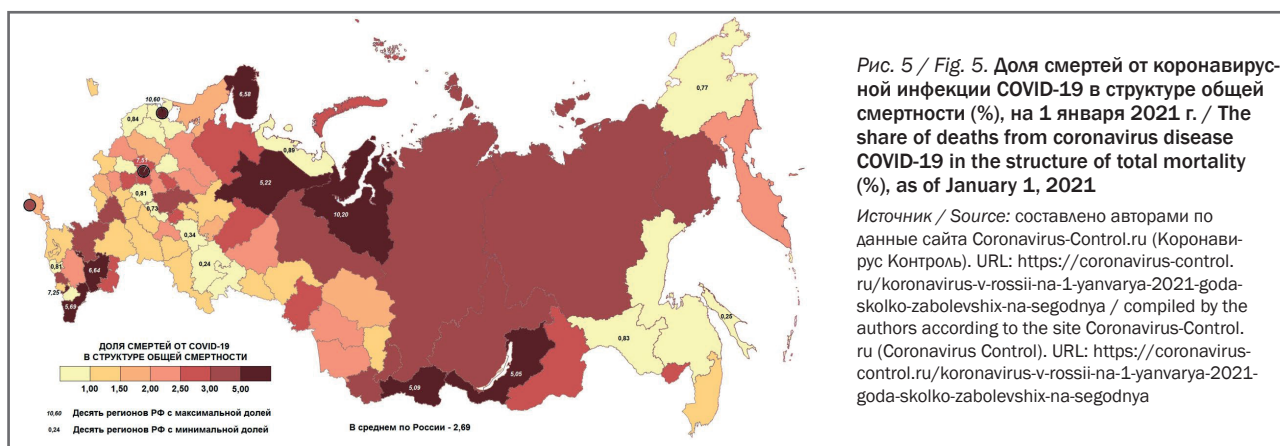 Рис. 5 / Fig. 5. Доля смертей от коронавирус-
ной инфекции COVID-19 в структуре общей
смертности (%), на 1 января 2021 г. / The
share of deaths from coronavirus disease
COVID-19 in the structure of total mortality
(%), as of January 1, 2021
Источник / Source: составлено авторами по
данные сайта Coronavirus-Control.ru (Коронави-
рус Контроль). URL: https://coronavirus-control.
ru/koronavirus-v-rossii-na-1-yanvarya-2021-goda-
skolko-zabolevshix-na-segodnya / compiled by the
authors according to the site Coronavirus-Control.
ru (Coronavirus Control). URL: https://coronavirus-
control.ru/koronavirus-v-rossii-na-1-yanvarya-2021-
goda-skolko-zabolevshix-na-segodnya
0,77
6,58
10,60
0,84
0,89
5,22
10,20
0,81
0,73
0,34
0,24
0,81
6,64
7,25
5,69
5,09
5,05
0,83
0,25
ДОЛЯ СМЕРТЕЙ ОТ COVID-19
В СТРУКТУРЕ ОБЩЕЙ СМЕРТНОСТИ
1,00 1,50 2,00 2,50 3,00 5,00
10,60 Десять регионов РФ с максимальной долей
0,24 Десять регионов РФ с минимальной долей
В среднем по России - 2,69